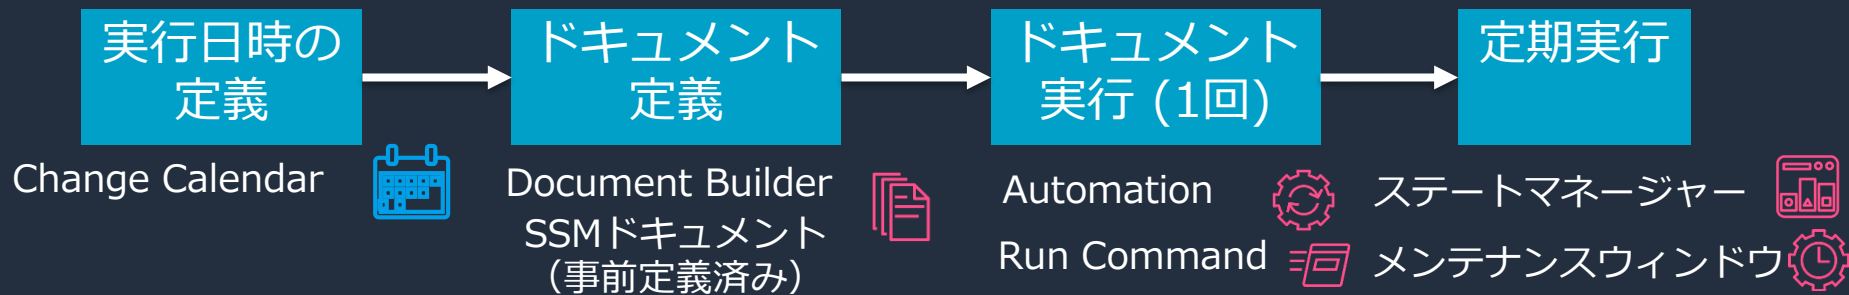 実行日時の
定義
ドキュメント
定義
ドキュメント
実行 (1回)
定期実行
Change Calendar
Document Builder
SSMドキュメント
（事前定義済み）
Automation
Run Command
ステートマネージャー
メンテナンスウィンドウ